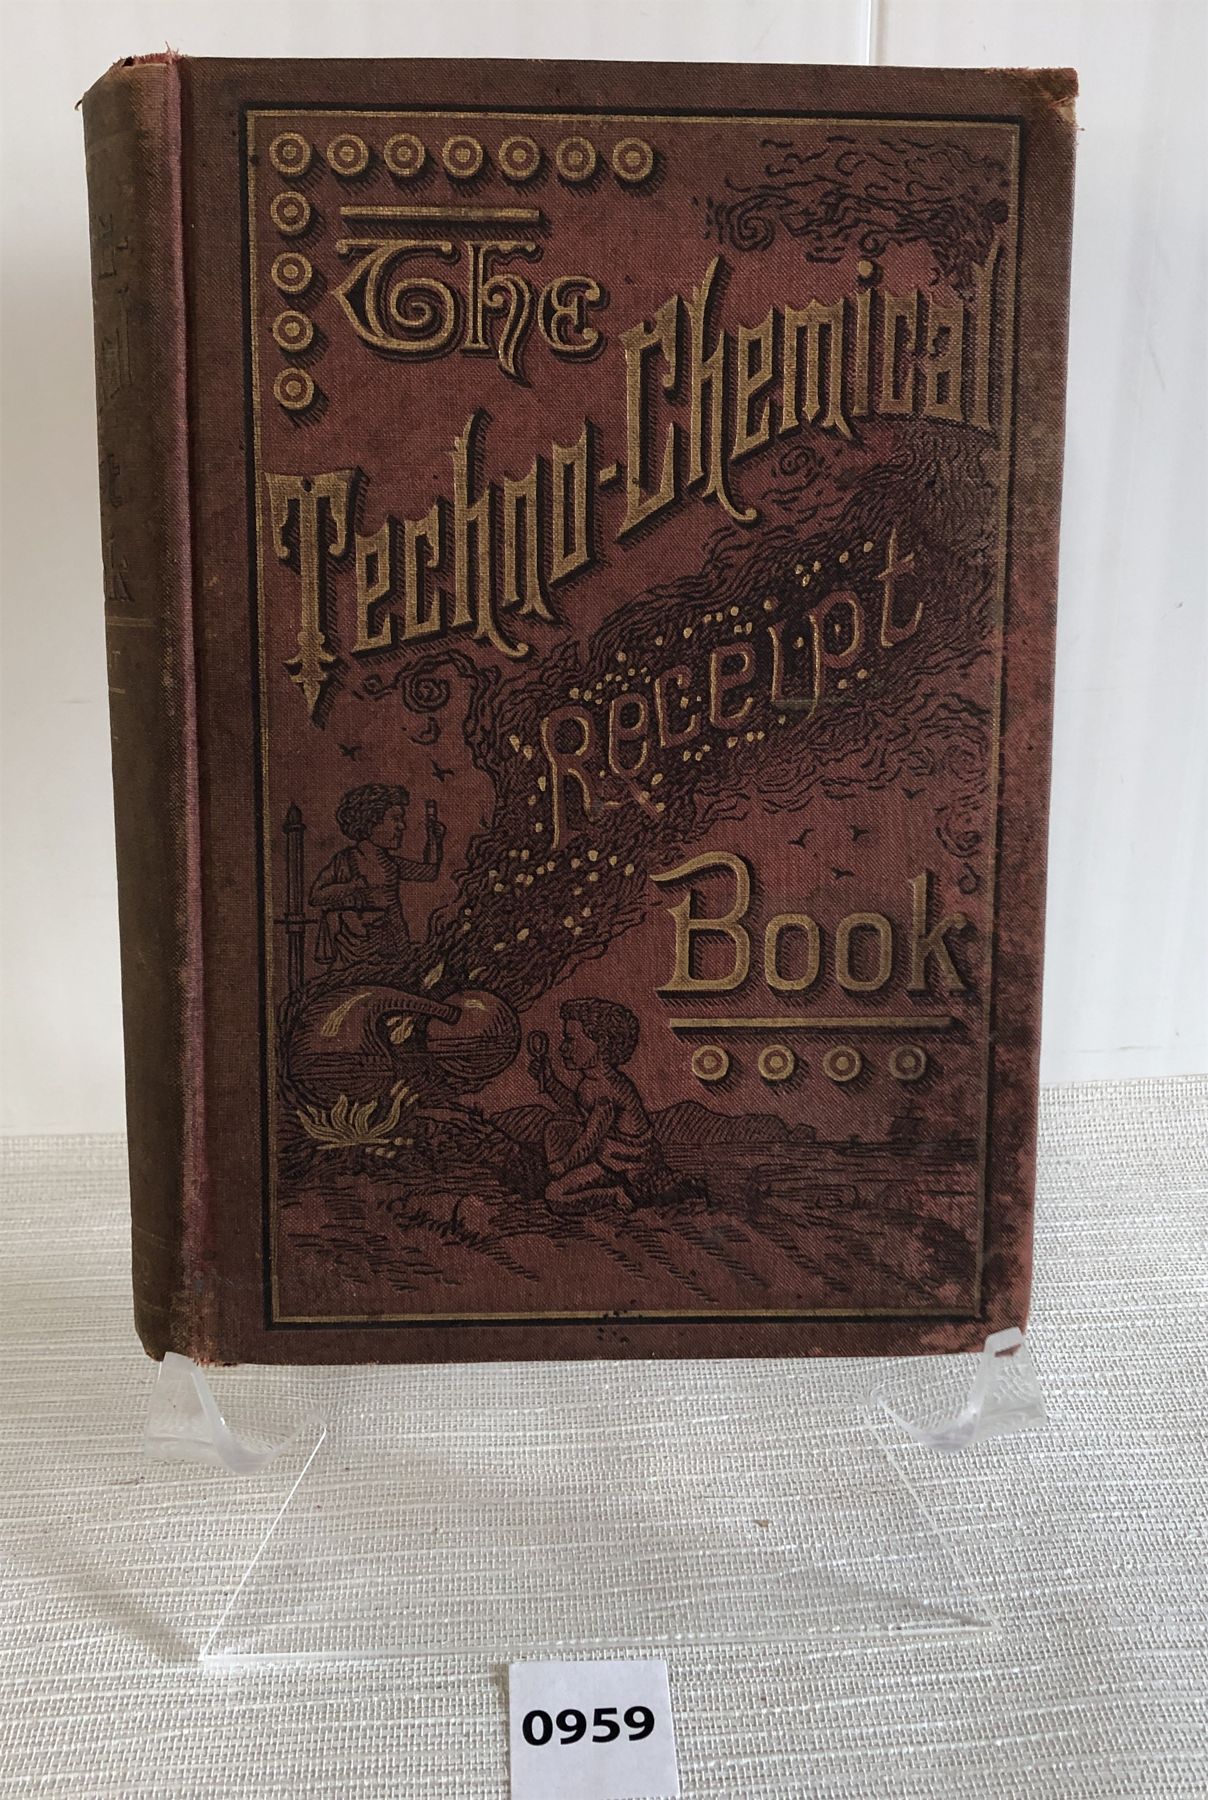 The
Techno-Chemical
Receipt
Book
0959